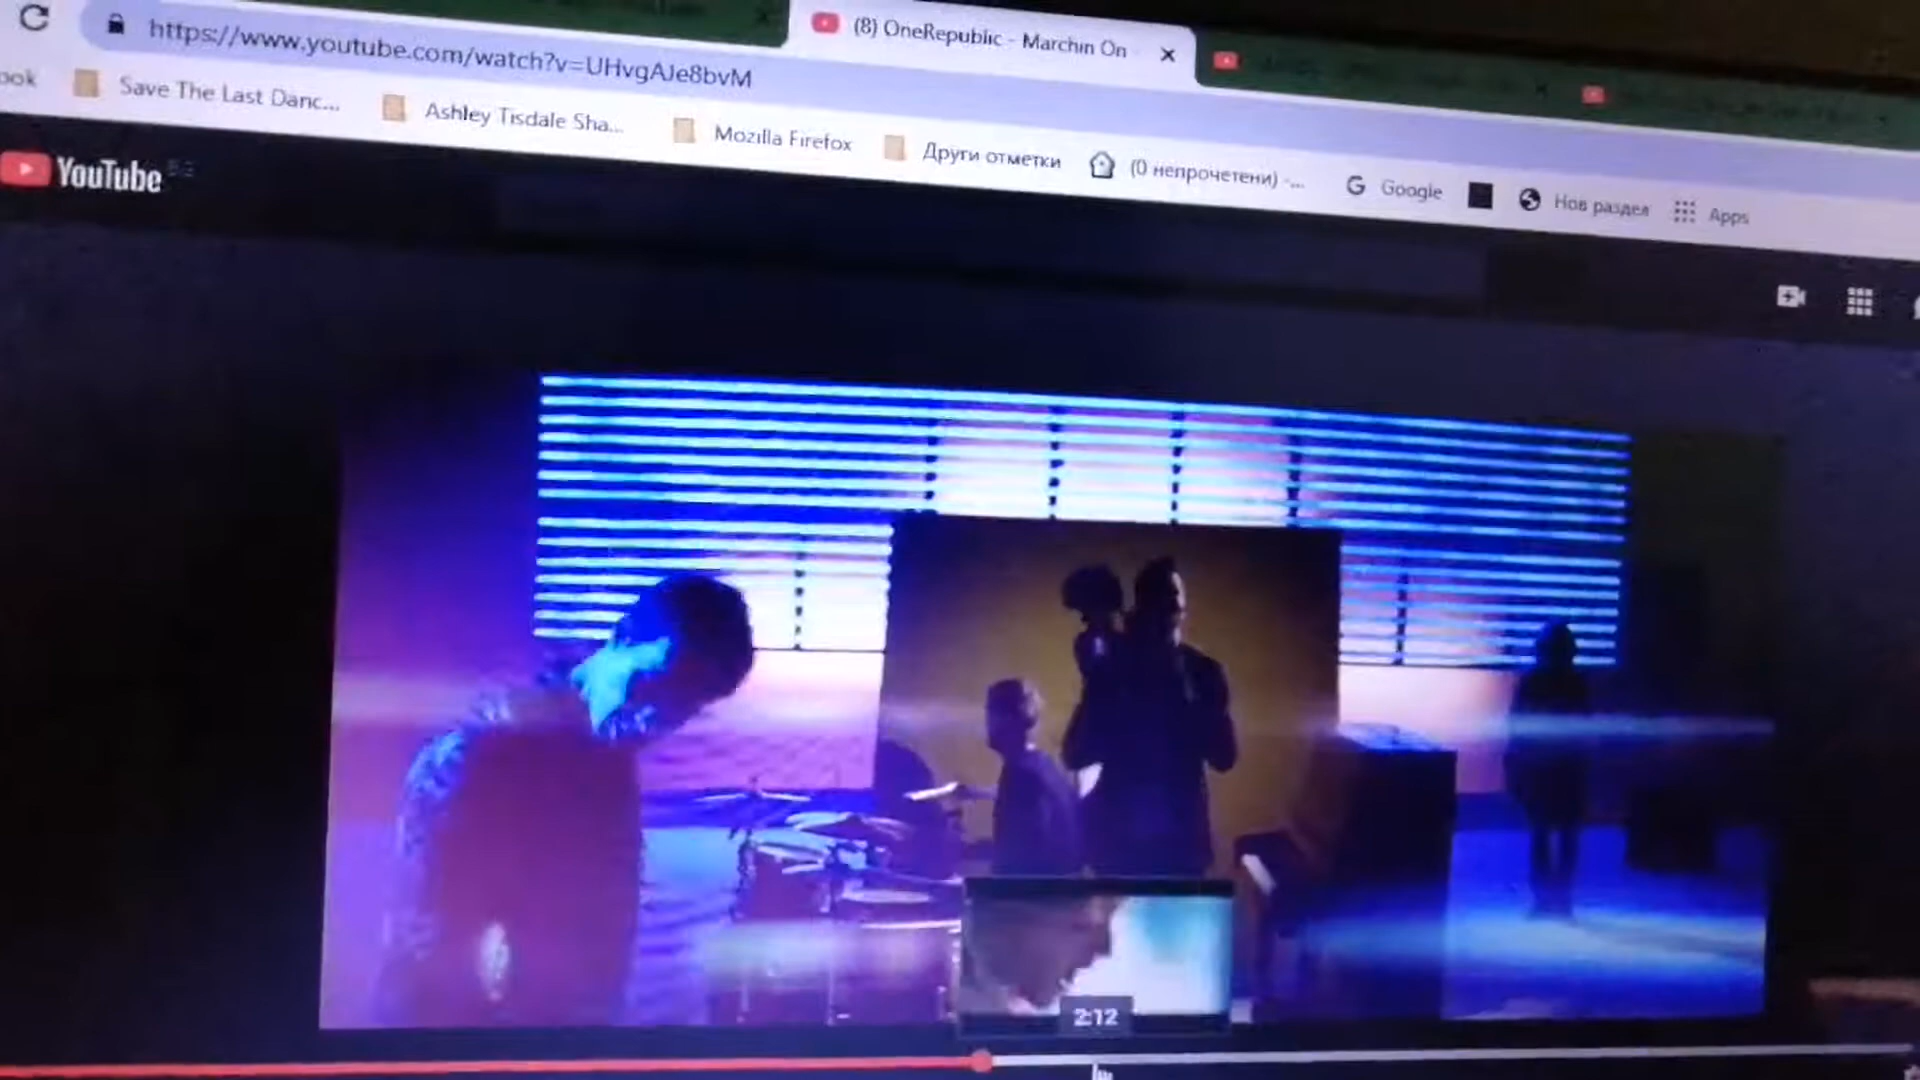 (8) OneRepublic - Marchin On
https://www.youtube.com/watch?v=UHvgAJe8bvM
ook Save The Last Danc... Ashley Tisdale Sha... Mozilla Firefox Други отметки (0 непрочетени) -... Google Нов раздел Apps
YouTube
2:12